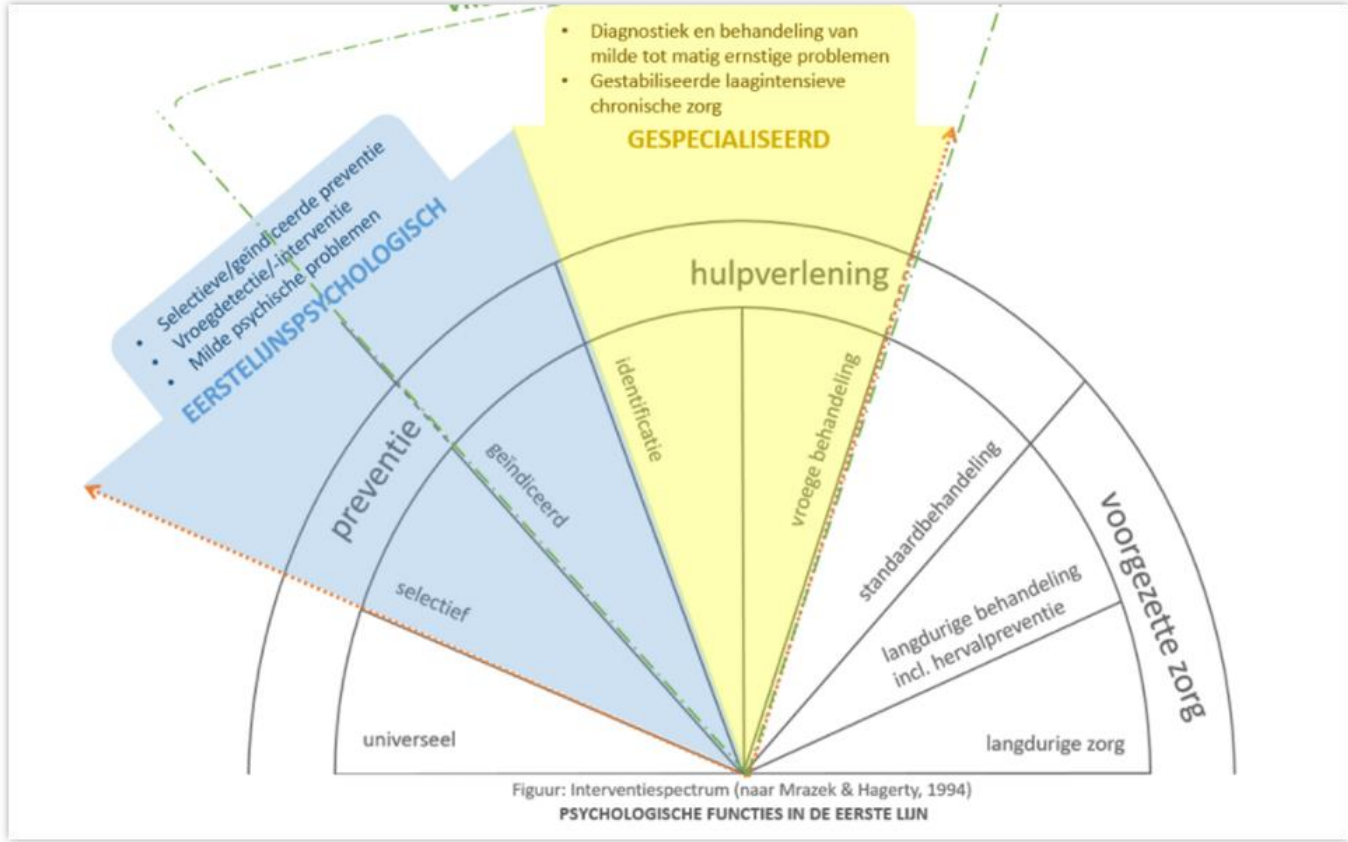 • Diagnostiek en behandeling van
milde tot matig ernstige problemen
• Gestabiliseerde laagintensieve
chronische zorg
GESPECIALISEERD
• Selectieve/geïndiceerde preventie
• Vroegdetectie/-interventie
• Milde psychische problemen
EERSTELIJNSPSYCHOLOGISCH
hulpverlening
preventie
voorgezette zorg
universeel
selectief
geïndiceerd
identificatie
vroege behandeling
standaardbehandeling
langdurige behandeling
incl. hervalpreventie
langdurige zorg
Figuur: Interventiespectrum (naar Mrazek & Hagerty, 1994)
PSYCHOLOGISCHE FUNCTIES IN DE EERSTE LIJN